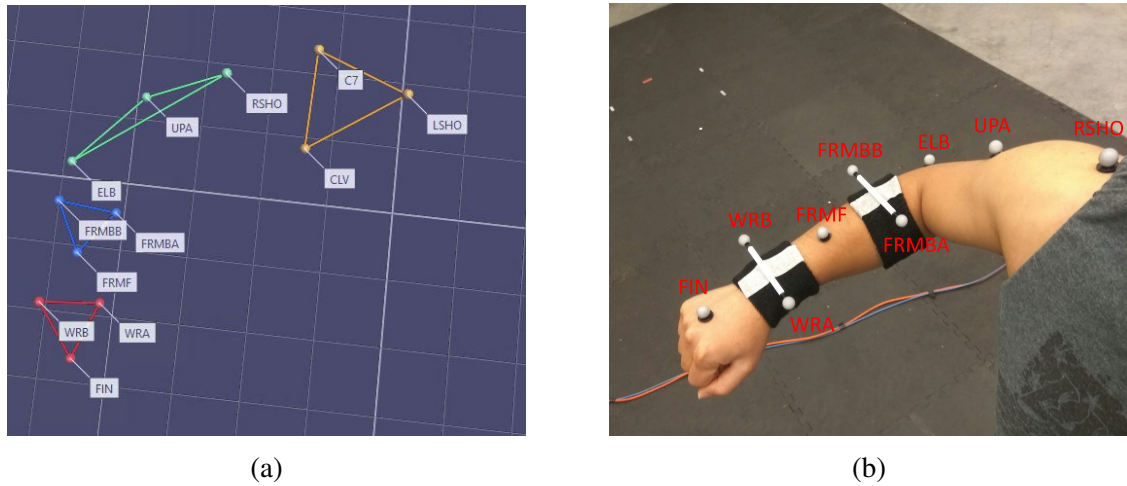 C7
RSHO
LSHO
UPA
CLV
ELB
FRMBB
FRMBA
FRMF
WRB
WRA
FIN
(a)
RSHO
UPA
ELB
FRMBB
FRMF
WRB
FRMBA
FIN
WRA
(b)